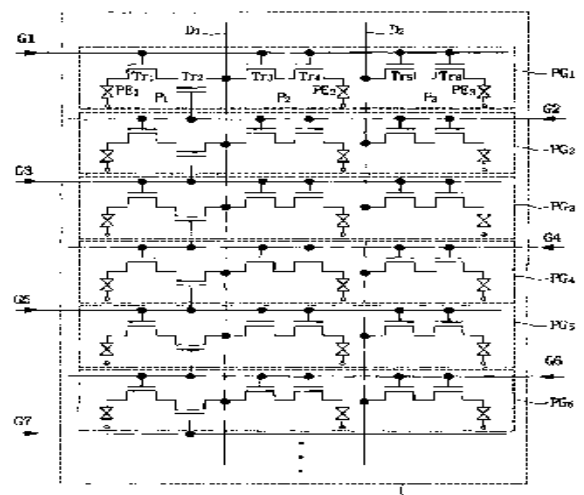 D1 D2
G1
Tr1 Tr2 Tr3 Tr4 Tr5 Tr6 PG1
PE1 P1 P2 PE2 P3 PE3
G2
PG2
G3
PG3
G4
PG4
G5
PG5
G6
PG6
G7